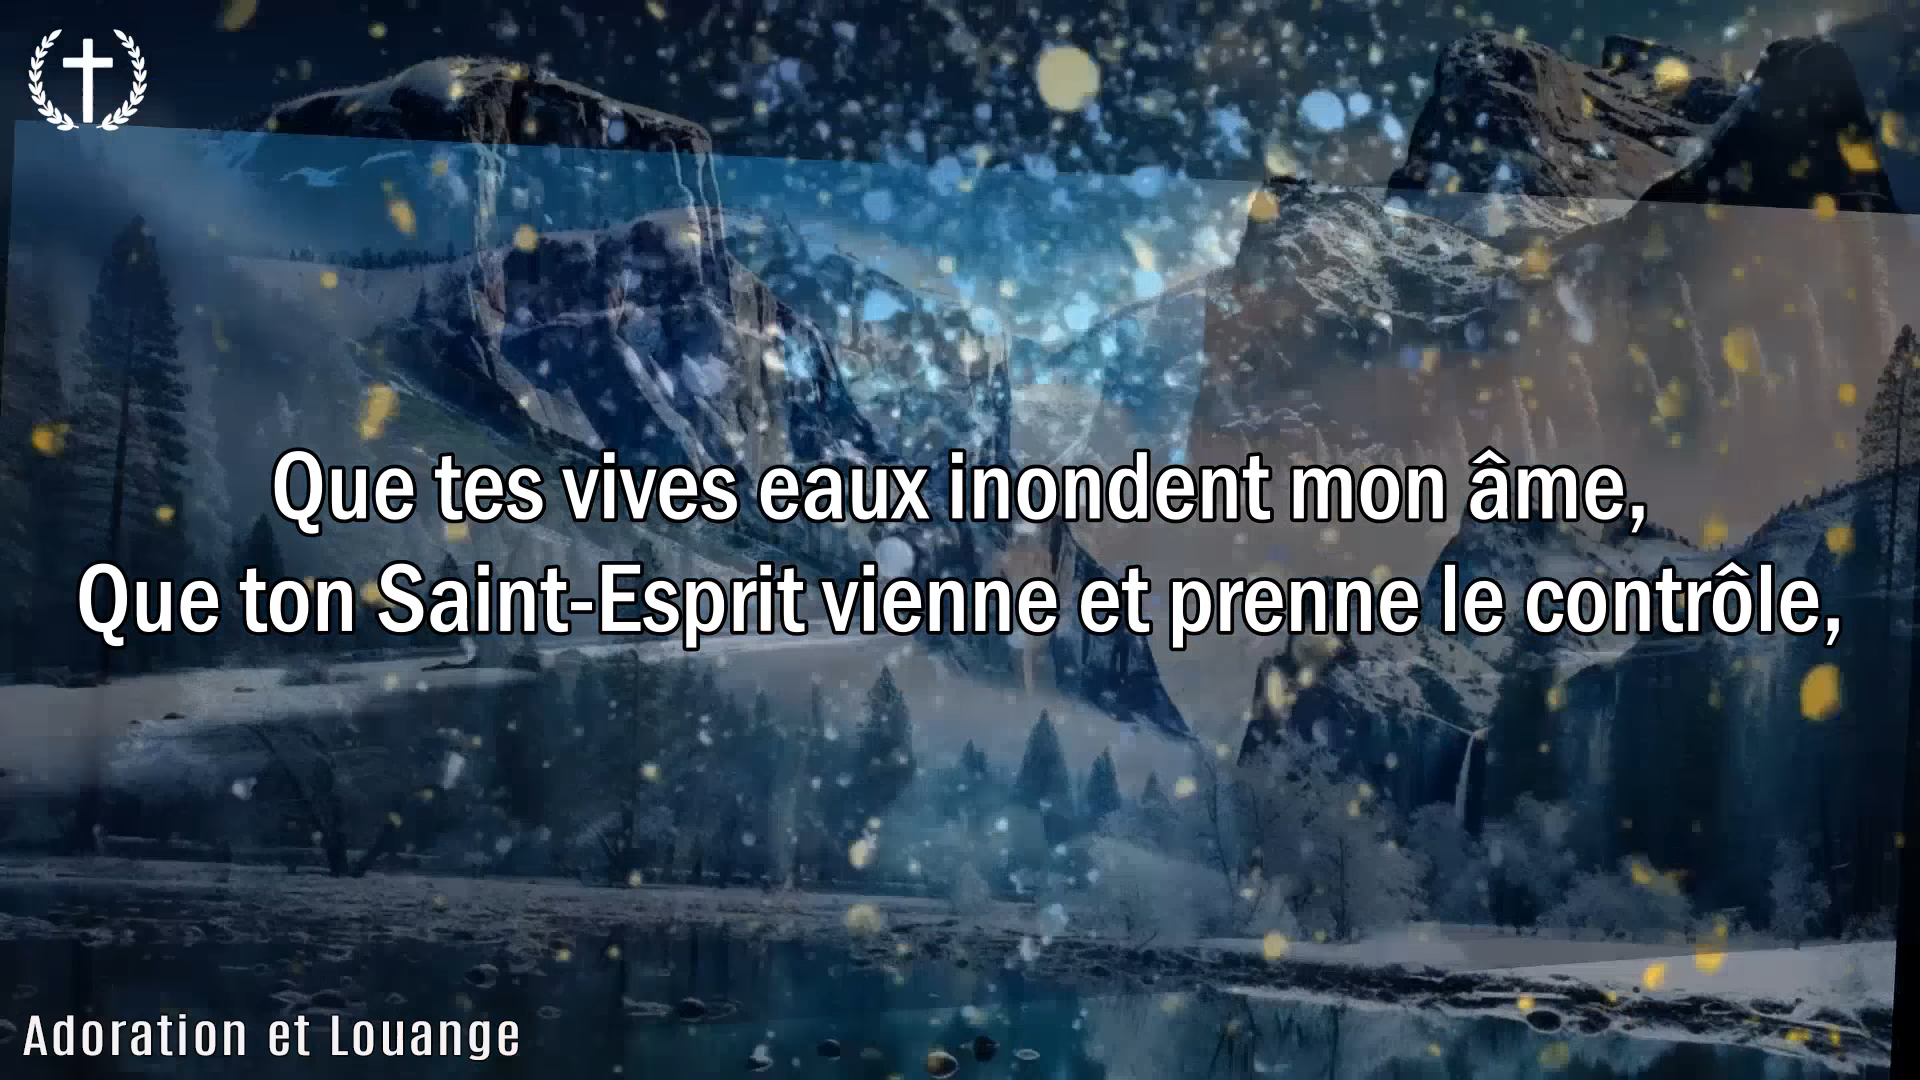 Que tes vives eaux inondent mon âme,
Que ton Saint-Esprit vienne et prenne le contrôle,
Adoration et Louange